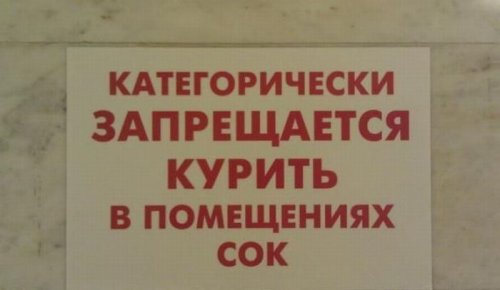 КАТЕГОРИЧЕСКИ
ЗАПРЕЩАЕТСЯ
КУРИТЬ
В ПОМЕЩЕНИЯХ
СОК